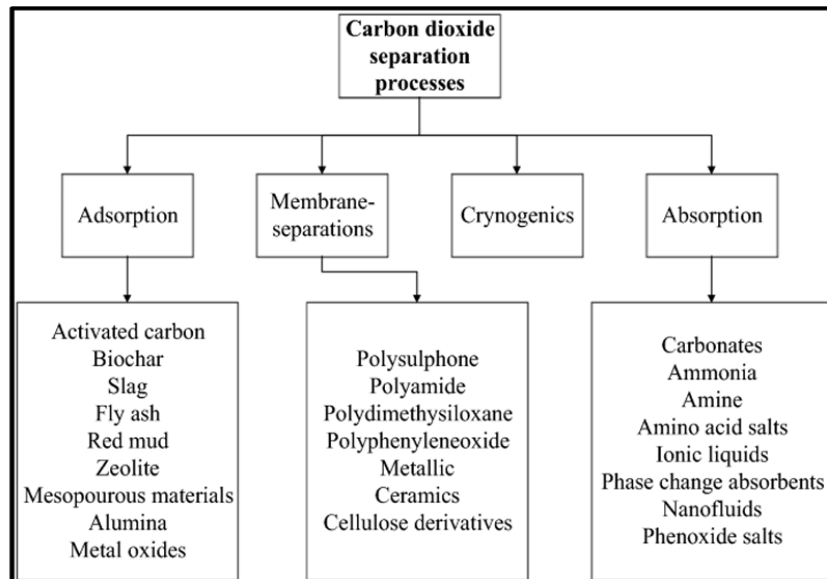 Carbon dioxide
separation
processes
Adsorption
Membrane-
separations
Crynogenics
Absorption
Activated carbon
Biochar
Slag
Fly ash
Red mud
Zeolite
Mesopourous materials
Alumina
Metal oxides
Polysulphone
Polyamide
Polydimethysiloxane
Polyphenyleneoxide
Metallic
Ceramics
Cellulose derivatives
Carbonates
Ammonia
Amine
Amino acid salts
Ionic liquids
Phase change absorbents
Nanofluids
Phenoxide salts